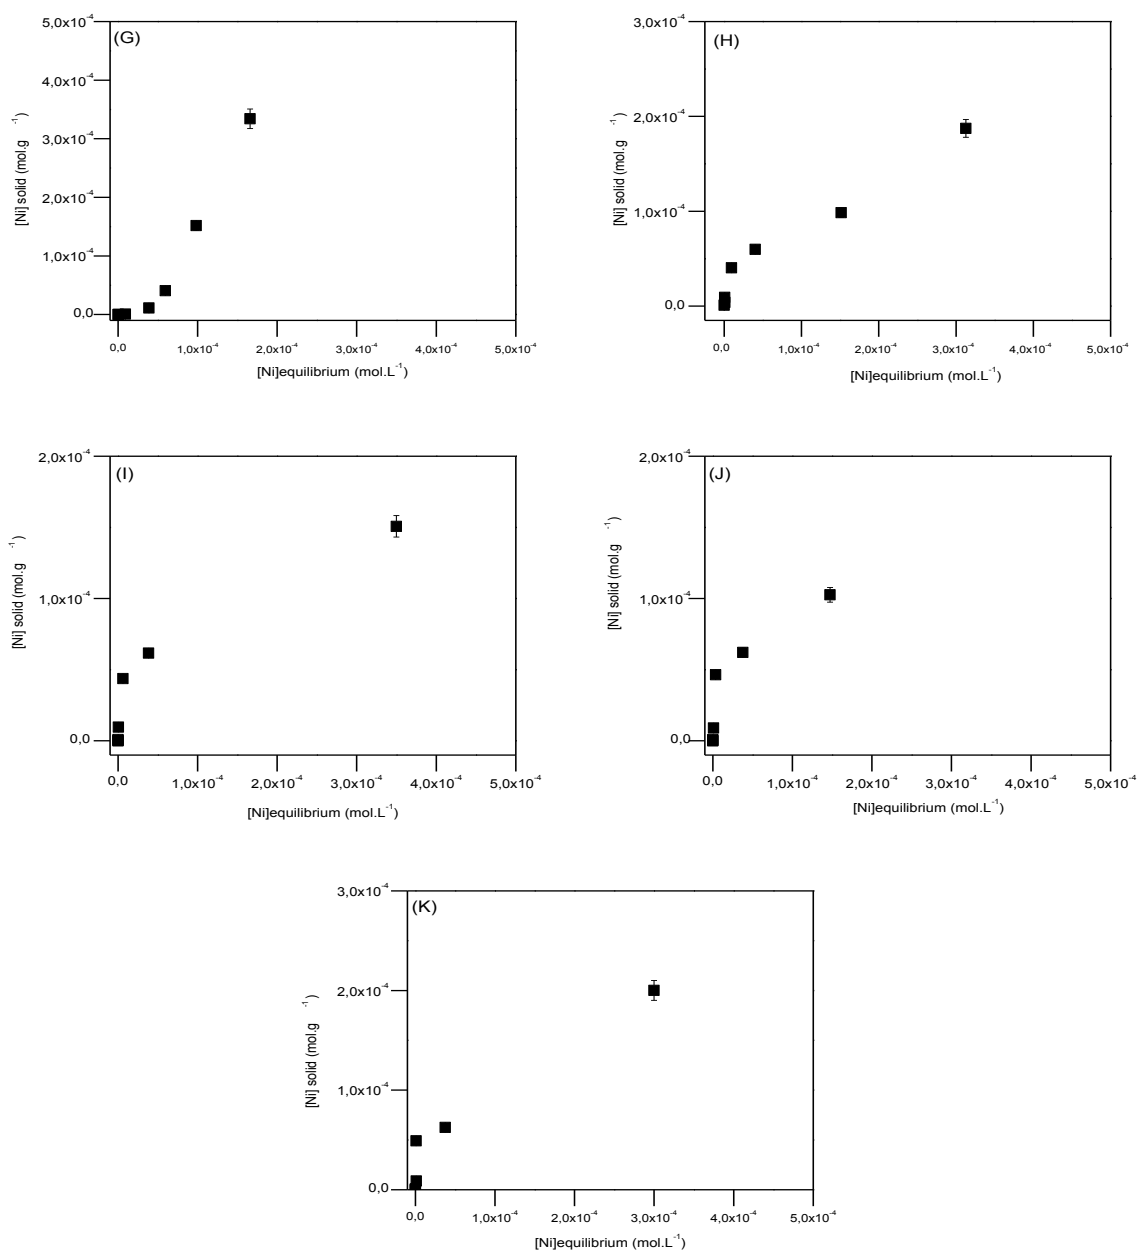 (G)
5,0x10⁻⁴
4,0x10⁻⁴
3,0x10⁻⁴
2,0x10⁻⁴
1,0x10⁻⁴
0,0
[Ni] solid (mol.g ⁻¹)
0,0 1,0x10⁻⁴ 2,0x10⁻⁴ 3,0x10⁻⁴ 4,0x10⁻⁴ 5,0x10⁻⁴
[Ni]equilibrium (mol.L⁻¹)
(H)
3,0x10⁻⁴
2,0x10⁻⁴
1,0x10⁻⁴
0,0
[Ni] solid (mol.g ⁻¹)
0,0 1,0x10⁻⁴ 2,0x10⁻⁴ 3,0x10⁻⁴ 4,0x10⁻⁴ 5,0x10⁻⁴
[Ni]equilibrium (mol.L⁻¹)
(I)
2,0x10⁻⁴
1,0x10⁻⁴
0,0
[Ni] solid (mol.g ⁻¹)
0,0 1,0x10⁻⁴ 2,0x10⁻⁴ 3,0x10⁻⁴ 4,0x10⁻⁴ 5,0x10⁻⁴
[Ni]equilibrium (mol.L⁻¹)
(J)
2,0x10⁻⁴
1,0x10⁻⁴
0,0
[Ni] solid (mol.g ⁻¹)
0,0 1,0x10⁻⁴ 2,0x10⁻⁴ 3,0x10⁻⁴ 4,0x10⁻⁴ 5,0x10⁻⁴
[Ni]equilibrium (mol.L⁻¹)
(K)
3,0x10⁻⁴
2,0x10⁻⁴
1,0x10⁻⁴
0,0
[Ni] solid (mol.g ⁻¹)
0,0 1,0x10⁻⁴ 2,0x10⁻⁴ 3,0x10⁻⁴ 4,0x10⁻⁴ 5,0x10⁻⁴
[Ni]equilibrium (mol.L⁻¹)